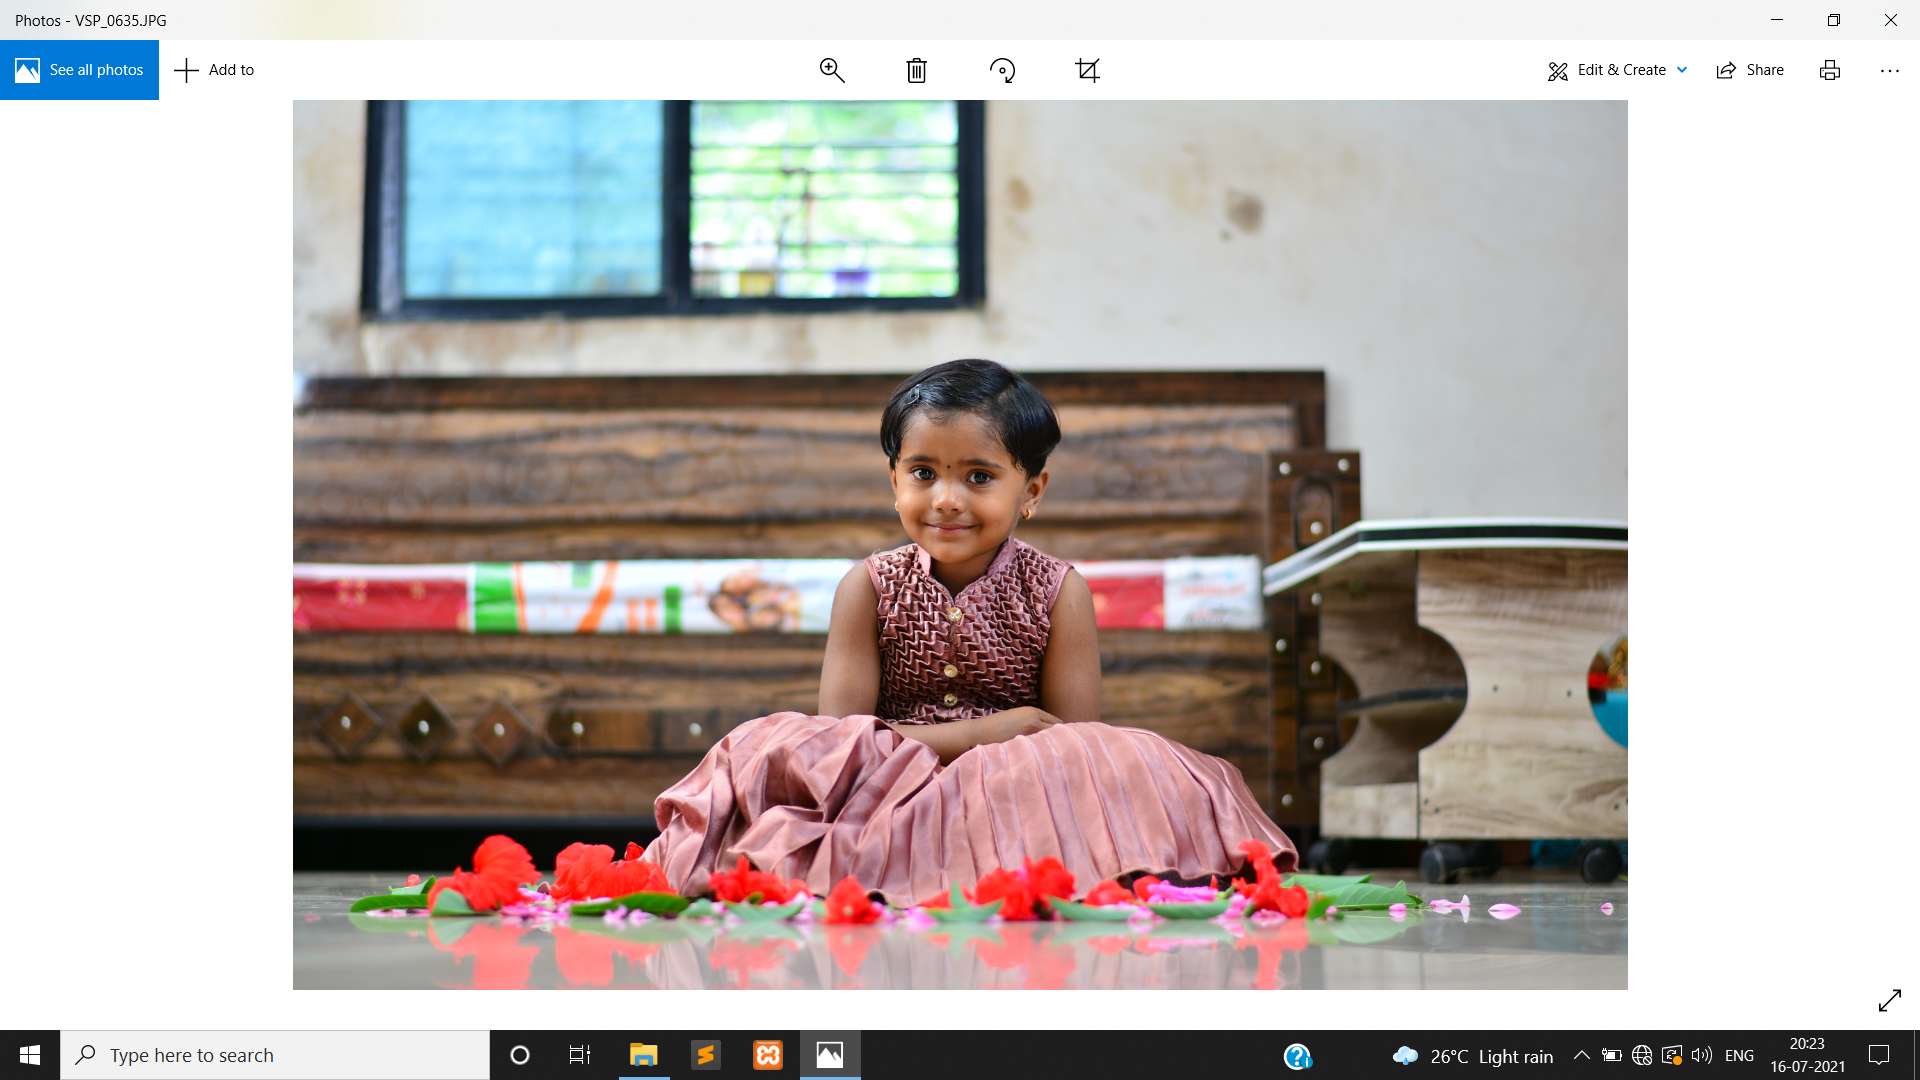 Photos - VSP_0635.JPG
See all photos
Add to
Edit & Create
Share
Type here to search
26°C Light rain
ENG
20:23
16-07-2021